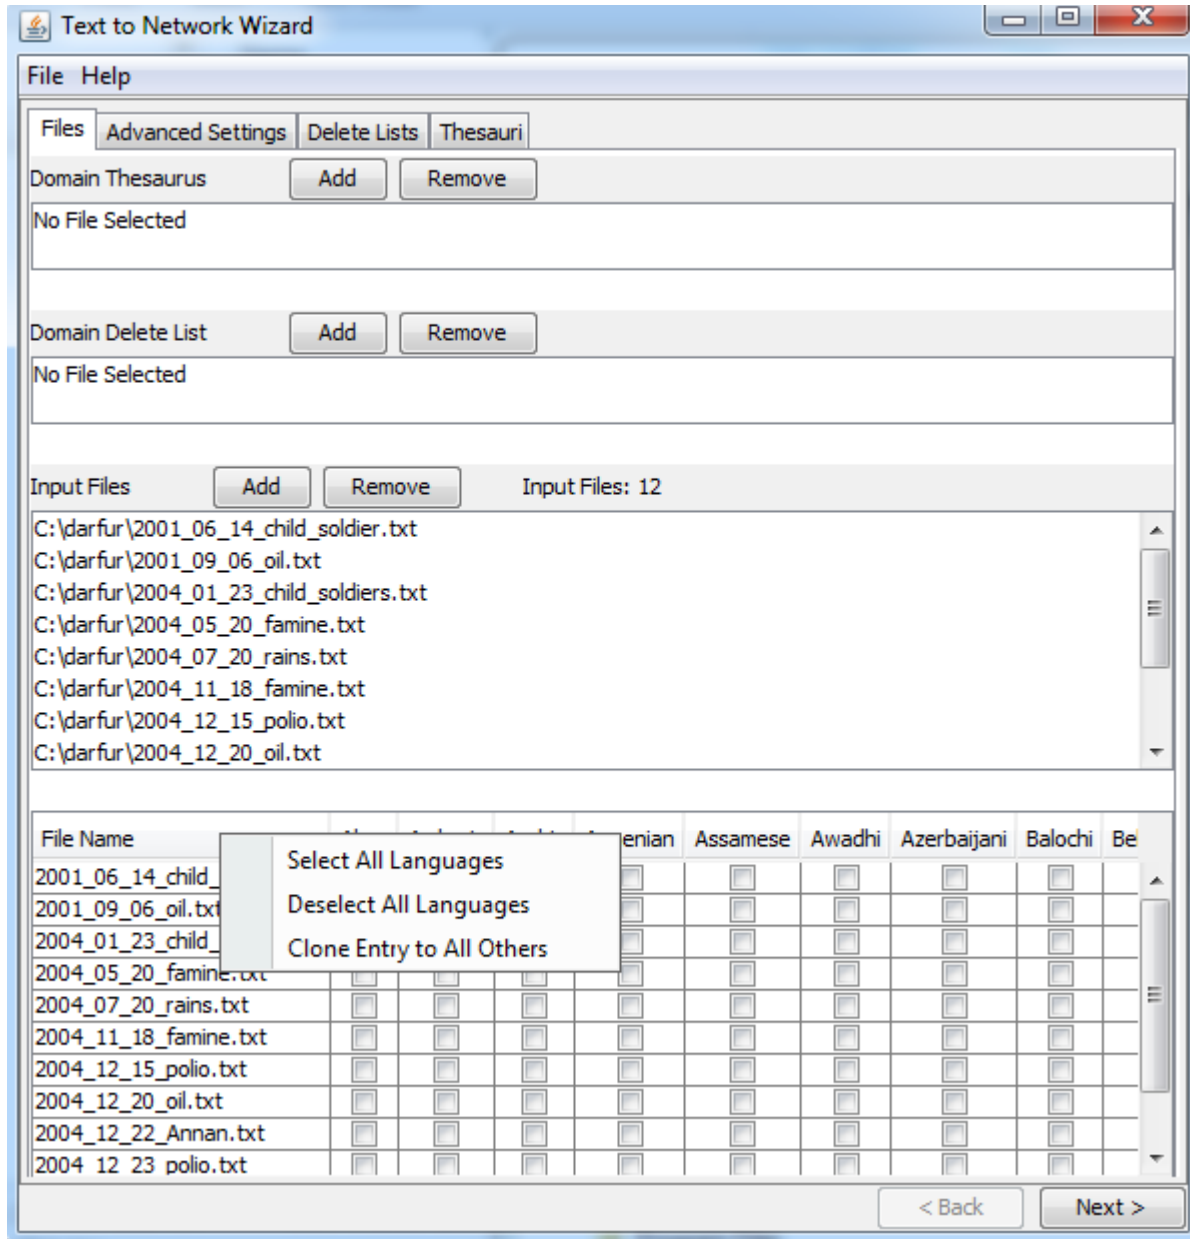 Text to Network Wizard
File Help
Files Advanced Settings Delete Lists Thesauri
Domain Thesaurus Add Remove
No File Selected
Domain Delete List Add Remove
No File Selected
Input Files Add Remove Input Files: 12
C:\darfur\2001_06_14_child_soldier.txt
C:\darfur\2001_09_06_oil.txt
C:\darfur\2004_01_23_child_soldiers.txt
C:\darfur\2004_05_20_famine.txt
C:\darfur\2004_07_20_rains.txt
C:\darfur\2004_11_18_famine.txt
C:\darfur\2004_12_15_polio.txt
C:\darfur\2004_12_20_oil.txt
File Name enian Assamese Awadhi Azerbaijani Balochi Bel
Select All Languages
Deselect All Languages
Clone Entry to All Others
2001_06_14_child_
2001_09_06_oil.txt
2004_01_23_child_
2004_05_20_famine.txt
2004_07_20_rains.txt
2004_11_18_famine.txt
2004_12_15_polio.txt
2004_12_20_oil.txt
2004_12_22_Annan.txt
2004_12_23_polio.txt
< Back Next >